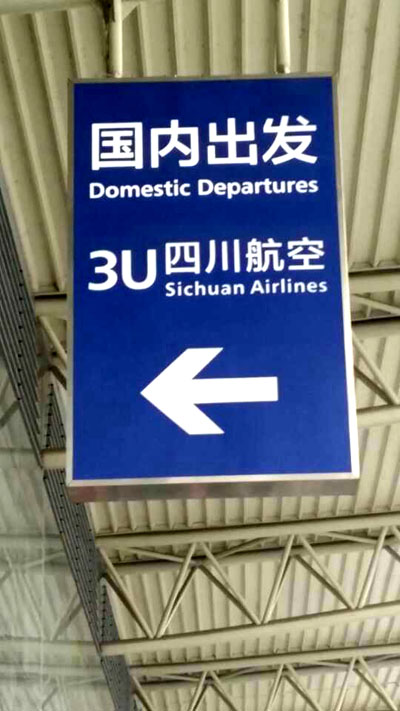 国内出发
Domestic Departures
3U 四川航空
Sichuan Airlines